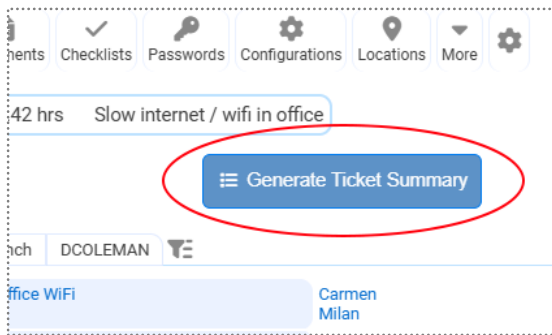 Checklists Passwords Configurations Locations More
42 hrs Slow internet / wifi in office
Generate Ticket Summary
DCOLEMAN
WiFi Carmen
Milan